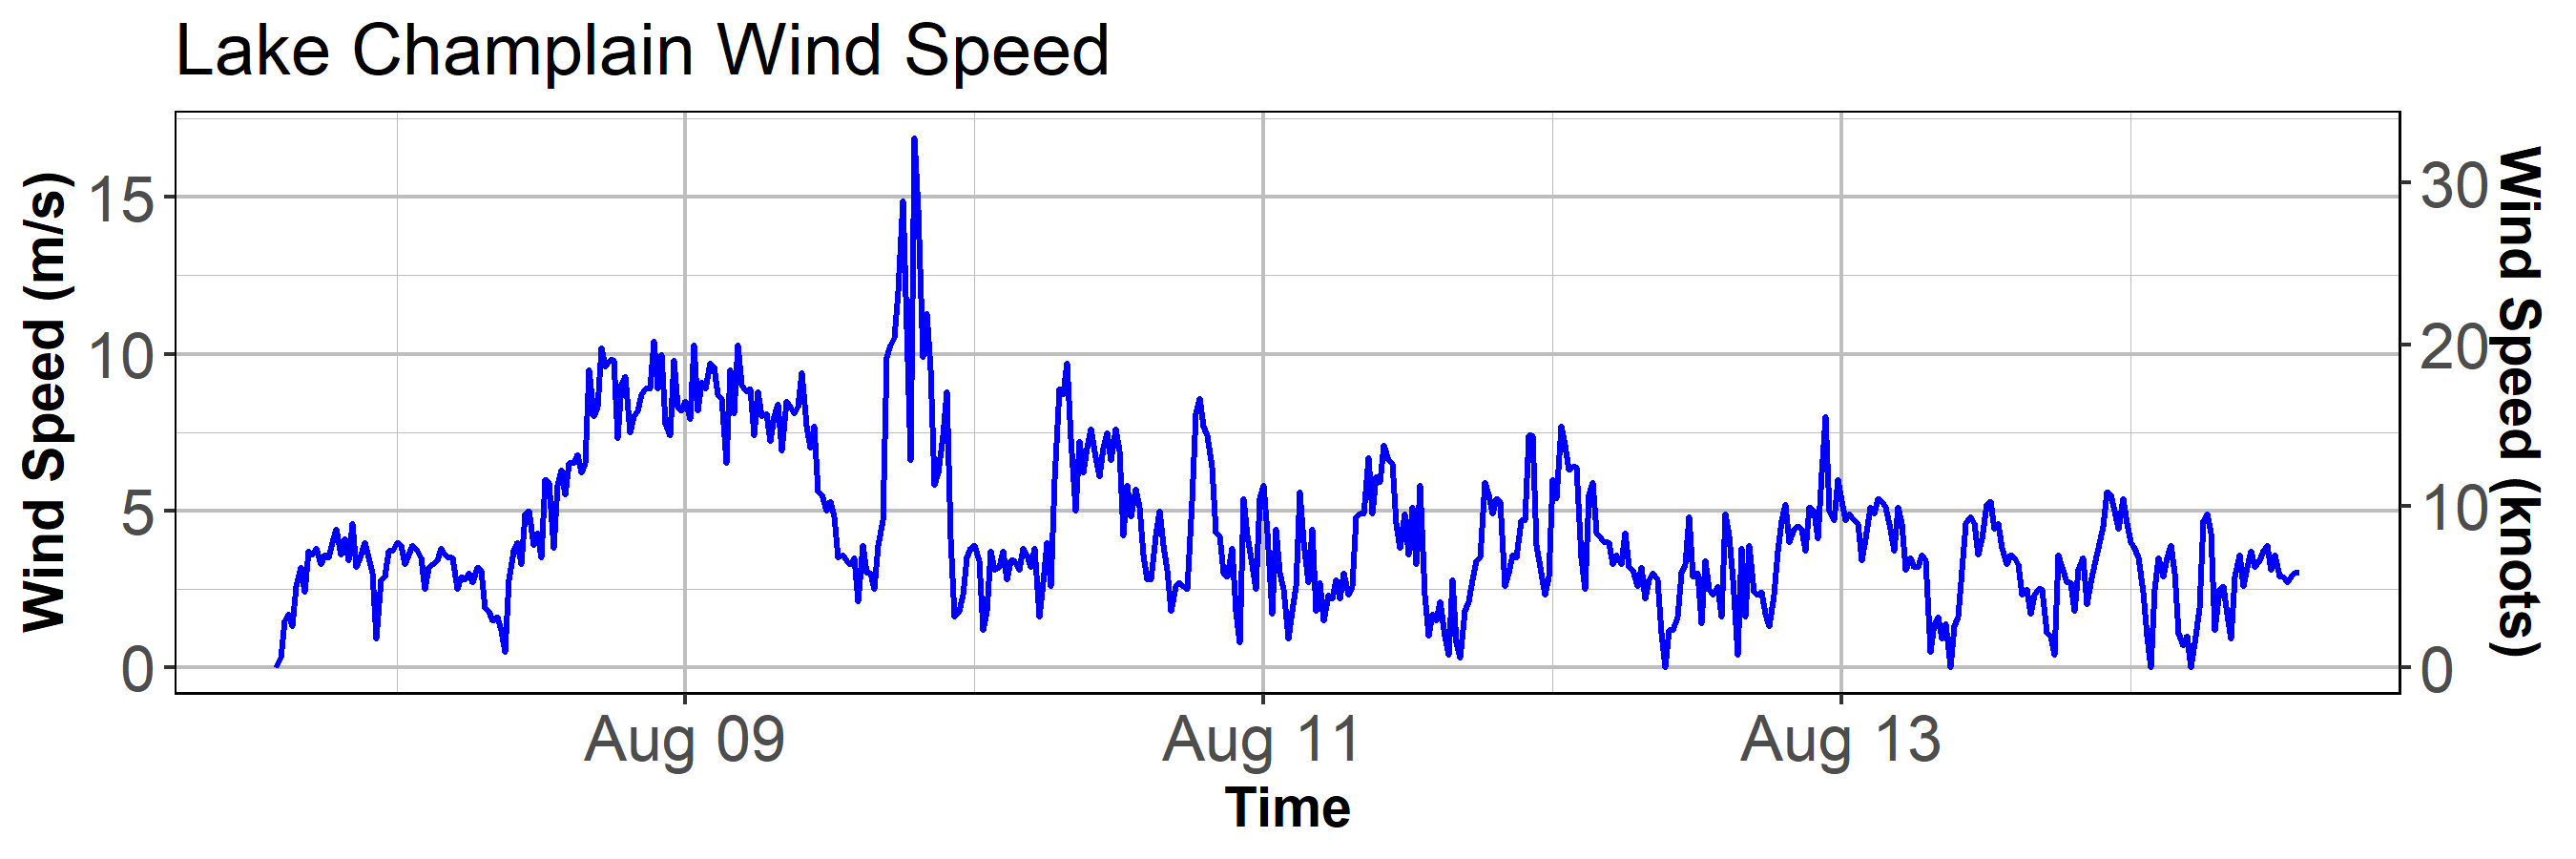 Lake Champlain Wind Speed
Wind Speed (m/s)
15
10
5
0
30
20
10
0
Wind Speed (knots)
Aug 09 Aug 11 Aug 13
Time